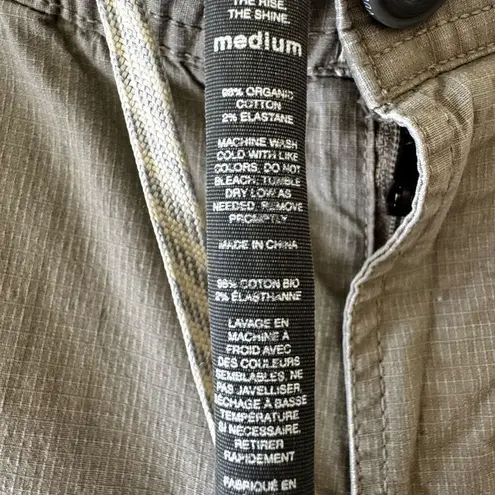 THE RISE.
THE SHINE.
medium
98% ORGANIC
COTTON
2% ELASTANE
MACHINE WASH
COLD WITH LIKE
COLORS, DO NOT
BLEACH, TUMBLE
DRY LOW AS
NEEDED, REMOVE
PROMPTLY
MADE IN CHINA
98% COTON BIO
2% ÉLASTHANNE
LAVAGE EN
MACHINE À
FROID AVEC
DES COULEURS
SEMBLABLES, NE
PAS JAVELLISER,
SÉCHAGE À BASSE
TEMPÉRATURE
SI NÉCESSAIRE,
RETIRER
RAPIDEMENT
FABRIQUÉ EN